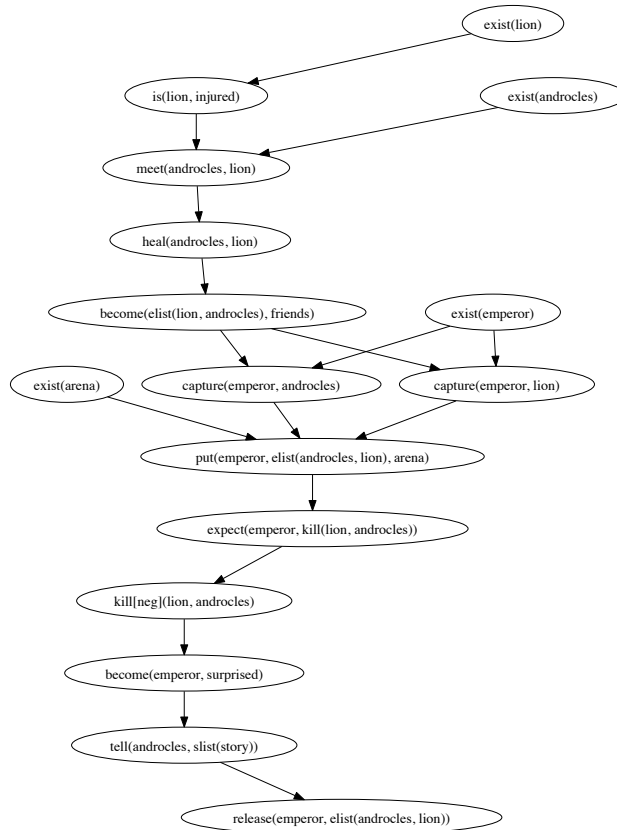 exist(lion)
is(lion, injured)
exist(androcles)
meet(androcles, lion)
heal(androcles, lion)
become(elist(lion, androcles), friends)
exist(emperor)
exist(arena)
capture(emperor, androcles)
capture(emperor, lion)
put(emperor, elist(androcles, lion), arena)
expect(emperor, kill(lion, androcles))
kill[neg](lion, androcles)
become(emperor, surprised)
tell(androcles, slist(story))
release(emperor, elist(androcles, lion))